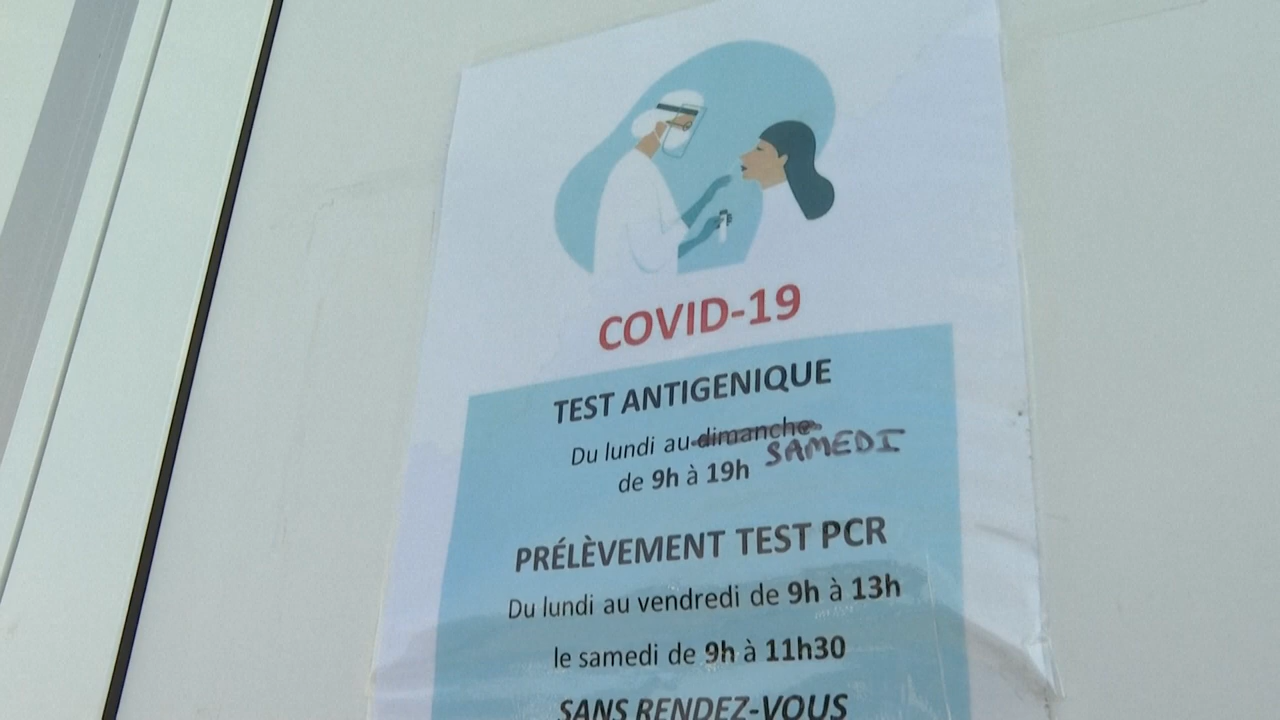 COVID-19
TEST ANTIGENIQUE
Du lundi au dimanche SAMEDI
de 9h à 19h
PRÉLÈVEMENT TEST PCR
Du lundi au vendredi de 9h à 13h
le samedi de 9h à 11h30
SANS RENDEZ-VOUS